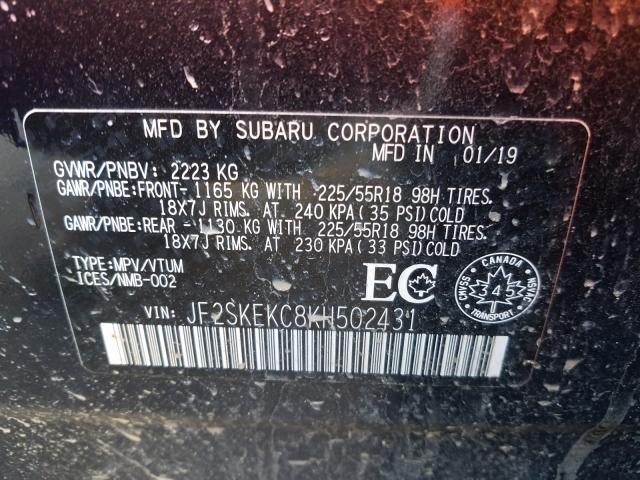 MFD BY SUBARU CORPORATION
MFD IN 01/19
GVWR/PNBV: 2223 KG
GAWR/PNBE:FRONT- 1165 KG WITH 225/55R18 98H TIRES.
18X7J RIMS. AT 240 KPA (35 PSI) COLD
GAWR/PNBE:REAR -1130 KG WITH 225/55R18 98H TIRES.
18X7J RIMS. AT 230 KPA (33 PSI) COLD
TYPE:MPV/VTUM
ICES/NMB-002
EC
CANADA
CMVSS
345
NSVAC
TRANSPORT
VIN: JF2SKEKC8KH502431